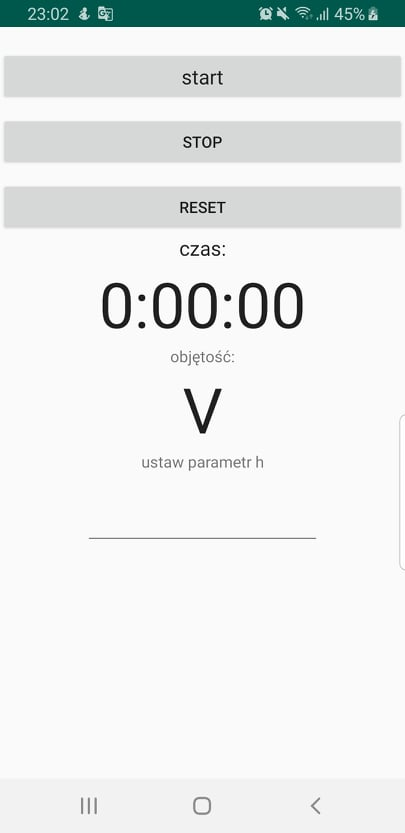 23:02 45%
start
STOP
RESET
czas:
0:00:00
objętość:
V
ustaw parametr h